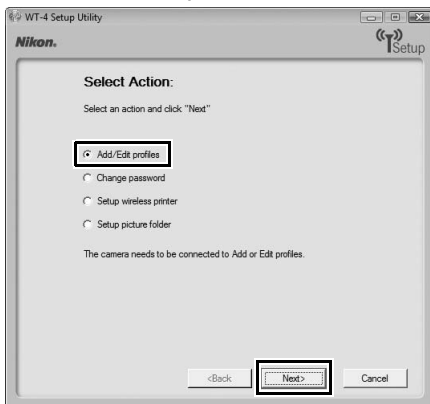 WT-4 Setup Utility
Nikon.
Setup
Select Action:
Select an action and click "Next"
Add/Edit profiles
Change password
Setup wireless printer
Setup picture folder
The camera needs to be connected to Add or Edit profiles.
<Back Next> Cancel